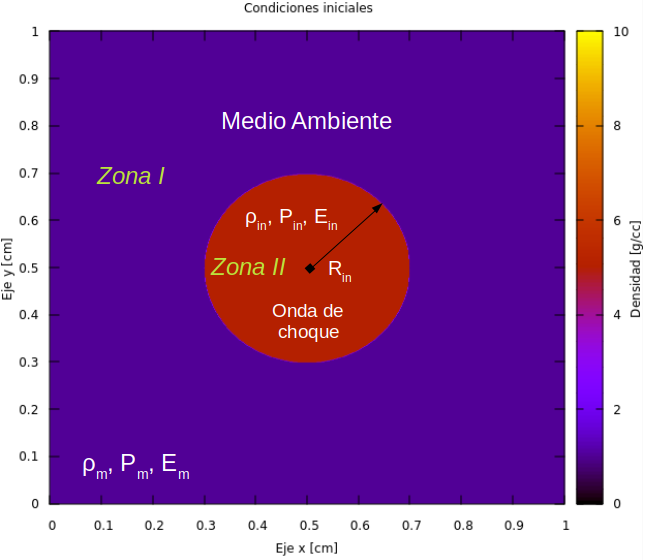 Condiciones iniciales
Medio Ambiente
Zona I
ρin, Pin, Ein
Zona II
Rin
Onda de
choque
ρm, Pm, Em
1
0.9
0.8
0.7
0.6
0.5
0.4
0.3
0.2
0.1
0
Eje y [cm]
0 0.1 0.2 0.3 0.4 0.5 0.6 0.7 0.8 0.9 1
Eje x [cm]
10
8
6
4
2
0
Densidad [g/cc]